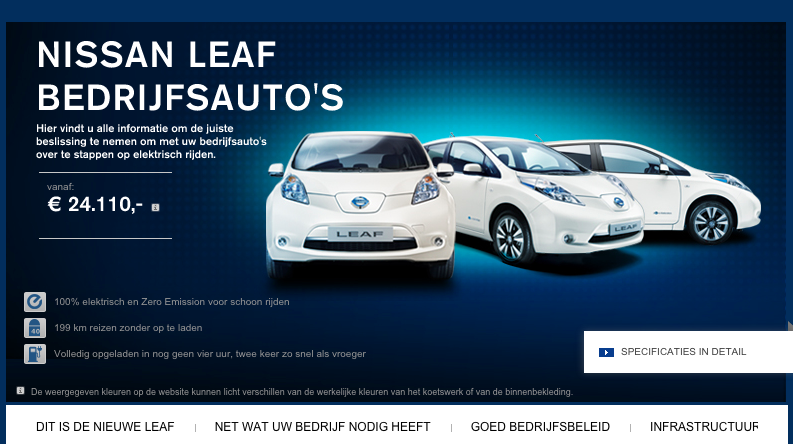 NISSAN LEAF
BEDRIJFSAUTO'S
Hier vindt u alle informatie om de juiste
beslissing te nemen om met uw bedrijfsauto's
over te stappen op elektrisch rijden.
vanaf:
€ 24.110,-
LEAF
LEAF
100% elektrisch en Zero Emission voor schoon rijden
40
199 km reizen zonder op te laden
Volledig opgeladen in nog geen vier uur, twee keer zo snel als vroeger
SPECIFICATIES IN DETAIL
De weergegeven kleuren op de website kunnen licht verschillen van de werkelijke kleuren van het koetswerk of van de binnenbekleding.
DIT IS DE NIEUWE LEAF | NET WAT UW BEDRIJF NODIG HEEFT | GOED BEDRIJFSBELEID | INFRASTRUCTUUR